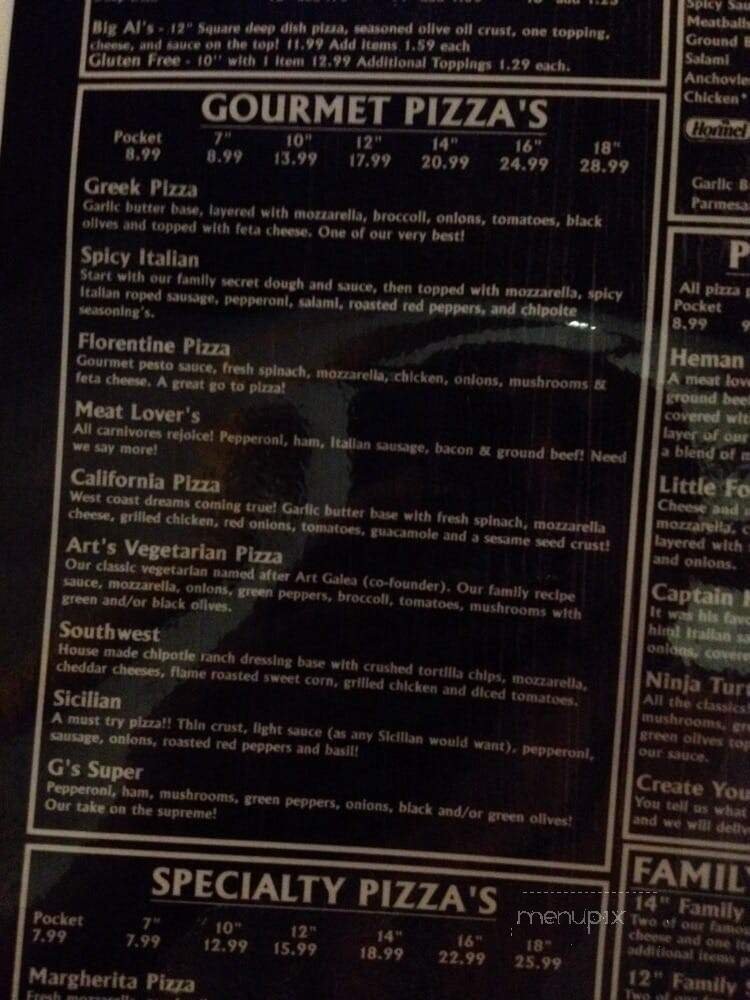 Big Al's - 12" Square deep dish pizza, seasoned olive oil crust, one topping,
cheese, and sauce on the top! 11.99 Add items 1.59 each
Gluten Free - 10" with 1 item 12.99 Additional Toppings 1.29 each.
GOURMET PIZZA'S
Pocket 7" 10" 12" 14" 16" 18"
8.99 8.99 13.99 17.99 20.99 24.99 28.99
Greek Pizza
Garlic butter base, layered with mozzarella, broccoli, onions, tomatoes, black
olives and topped with feta cheese. One of our very best!
Spicy Italian
Start with our family secret dough and sauce, then topped with mozzarella, spicy
Italian roped sausage, pepperoni, salami, roasted red peppers, and chipolte
seasoning's.
Florentine Pizza
Gourmet pesto sauce, fresh spinach, mozzarella, chicken, onions, mushrooms &
feta cheese. A great go to pizza!
Meat Lover's
All carnivores rejoice! Pepperoni, ham, Italian sausage, bacon & ground beef! Need
we say more!
California Pizza
West coast dreams coming true! Garlic butter base with fresh spinach, mozzarella
cheese, grilled chicken, red onions, tomatoes, guacamole and a sesame seed crust!
Art's Vegetarian Pizza
Our classic vegetarian named after Art Galea (co-founder). Our family recipe
sauce, mozzarella, onions, green peppers, broccoli, tomatoes, mushrooms with
green and/or black olives.
Southwest
House made chipotle ranch dressing base with crushed tortilla chips, mozzarella,
cheddar cheeses, flame roasted sweet corn, grilled chicken and diced tomatoes.
Sicilian
A must try pizza!! Thin crust, light sauce (as any Sicilian would want), pepperoni,
sausage, onions, roasted red peppers and basil!
G's Super
Pepperoni, ham, mushrooms, green peppers, onions, black and/or green olives!
Our take on the supreme!
SPECIALTY PIZZA'S
Pocket 7" 10" 12" 14" 16" 18"
7.99 7.99 12.99 15.99 18.99 22.99 25.99
Margherita Pizza
Spicy
Meatball
Ground
Salami
Chicken*
Hormel
Garlic
All pizza
Pocket
8.99
Heman
A meat
ground
covered
layer of our
a blend of
Little
Cheese and
mozzarella,
layered with
and onions.
Captain
It was his
him! Italian
onions,
Ninja
All the classics
mushrooms,
green olives
our sauce.
Create
You tell us what
and we will
FAMILY
14" Family
Two of our
cheese and one
additional items
12" Family
menupix